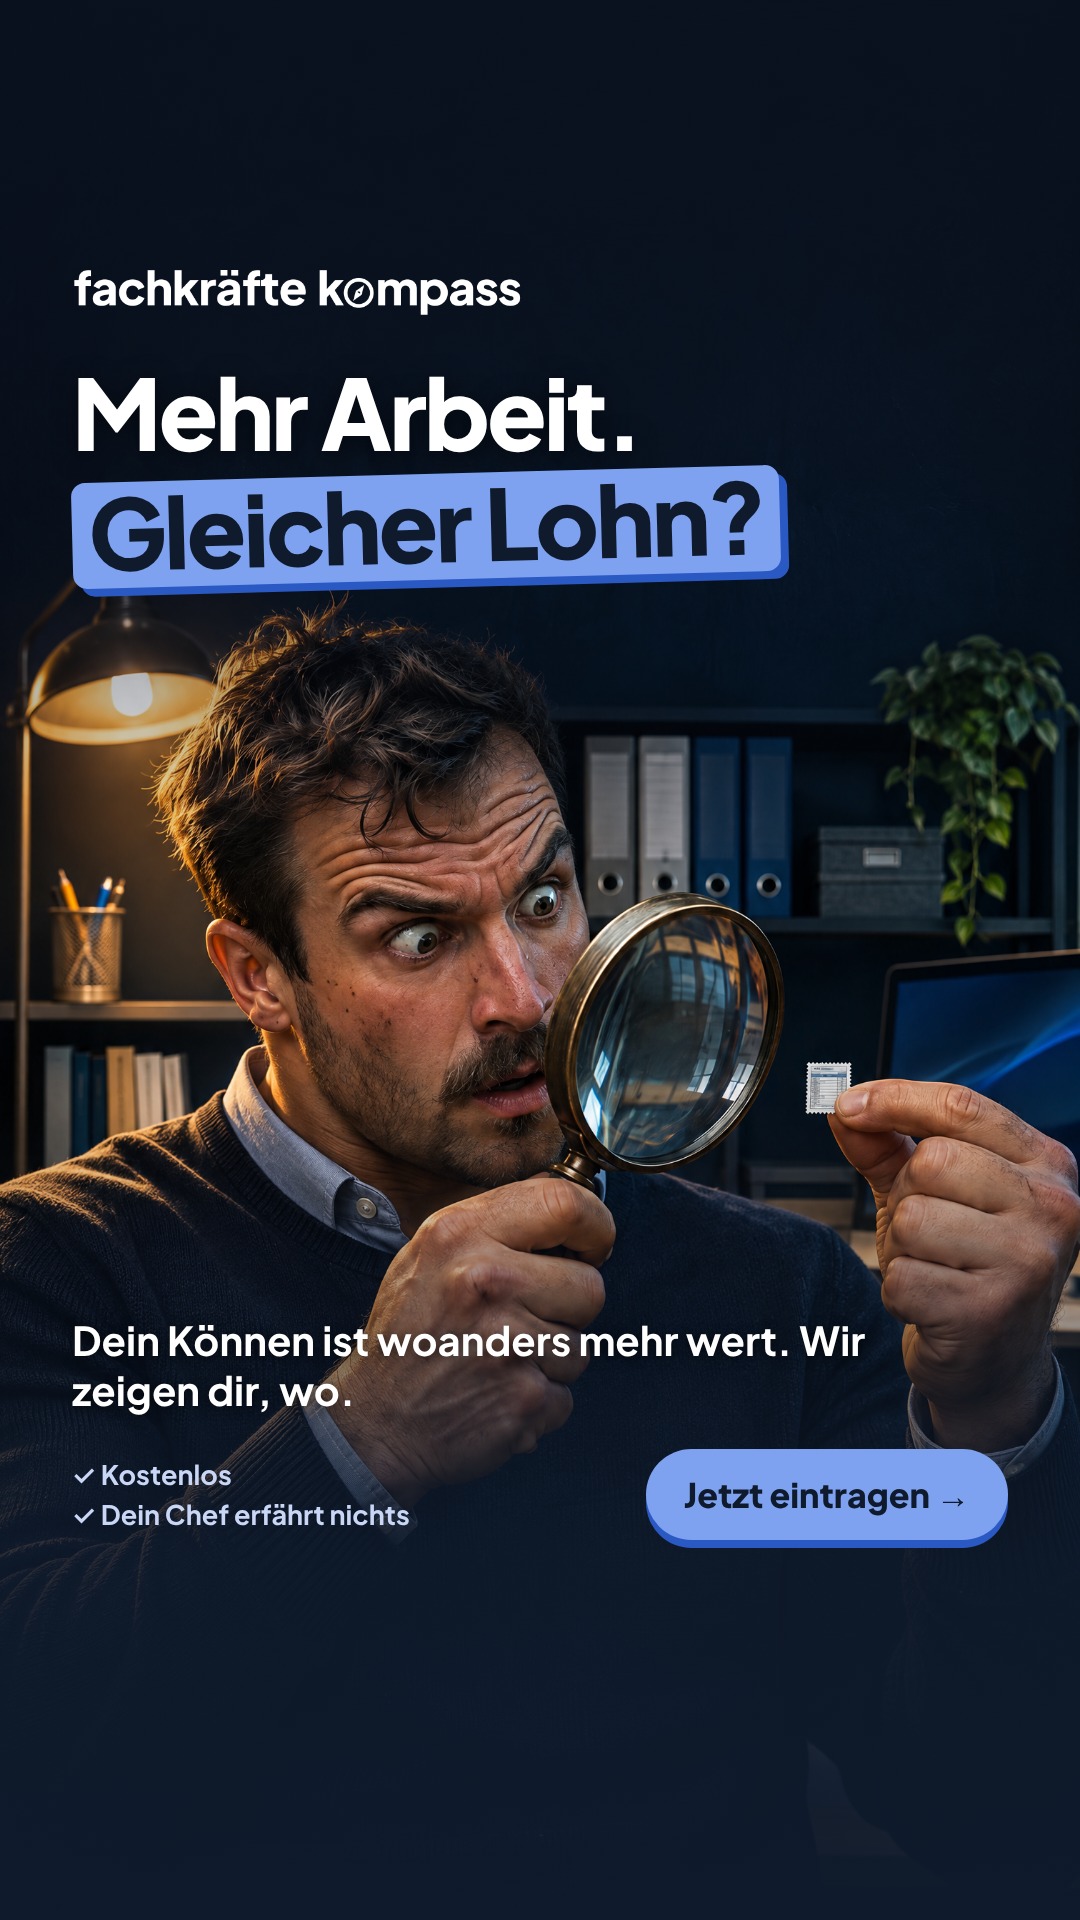 fachkräfte kompass
Mehr Arbeit.
Gleicher Lohn?
Dein Können ist woanders mehr wert. Wir
zeigen dir, wo.
✓ Kostenlos
✓ Dein Chef erfährt nichts
Jetzt eintragen →